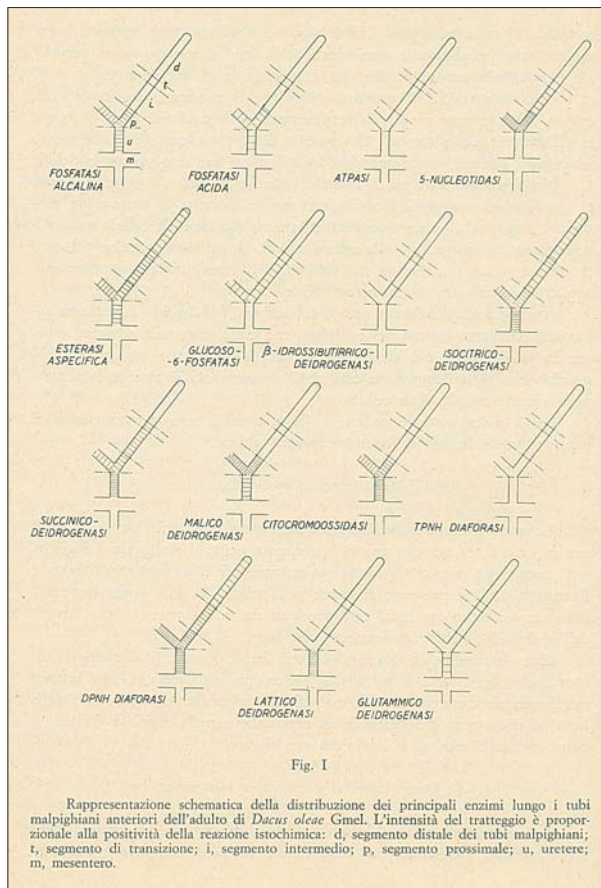 d
t
i
p
u
m
FOSFATASI
ALCALINA
FOSFATASI
ACIDA
ATPASI
5-NUCLEOTIDASI
ESTERASI
ASPECIFICA
GLUCOSO-
-6-FOSFATASI
β-IDROSSIBUTIRRICO-
DEIDROGENASI
ISOCITRICO-
DEIDROGENASI
SUCCINICO-
DEIDROGENASI
MALICO
DEIDROGENASI
CITOCROMOOSSIDASI
TPNH DIAFORASI
DPNH DIAFORASI
LATTICO
DEIDROGENASI
GLUTAMMICO
DEIDROGENASI
Fig. I
Rappresentazione schematica della distribuzione dei principali enzimi lungo i tubi
malpighiani anteriori dell'adulto di Dacus oleae Gmel. L'intensità del tratteggio è propor-
zionale alla positività della reazione istochimica: d, segmento distale dei tubi malpighiani;
t, segmento di transizione; i, segmento intermedio; p, segmento prossimale; u, uretere;
m, mesentero.